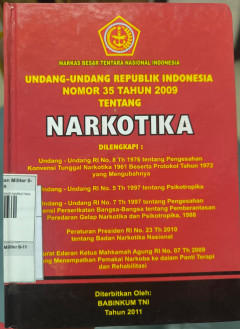 MARKAS BESAR TENTARA NASIONAL INDONESIA
UNDANG-UNDANG REPUBLIK INDONESIA
NOMOR 35 TAHUN 2009
TENTANG
NARKOTIKA
DILENGKAPI :
Undang - Undang RI No. 8 Th 1976 tentang Pengesahan
Konvensi Tunggal Narkotika 1961 Beserta Protokol Tahun 1972
yang Mengubahnya
Undang - Undang RI No. 5 Th 1997 tentang Psikotropika
Undang - Undang RI No. 7 Th 1997 tentang Pengesahan
Perserikatan Bangsa-Bangsa tentang Pemberantasan
Peredaran Gelap Narkotika dan Psikotropika, 1988
Peraturan Presiden RI No. 23 Th 2010
tentang Badan Narkotika Nasional
Edaran Ketua Mahkamah Agung RI No. 07 Th 2009
Menempatkan Pemakai Narkoba ke dalam Panti Terapi
dan Rehabilitasi
Diterbitkan Oleh:
BABINKUM TNI
Tahun 2011